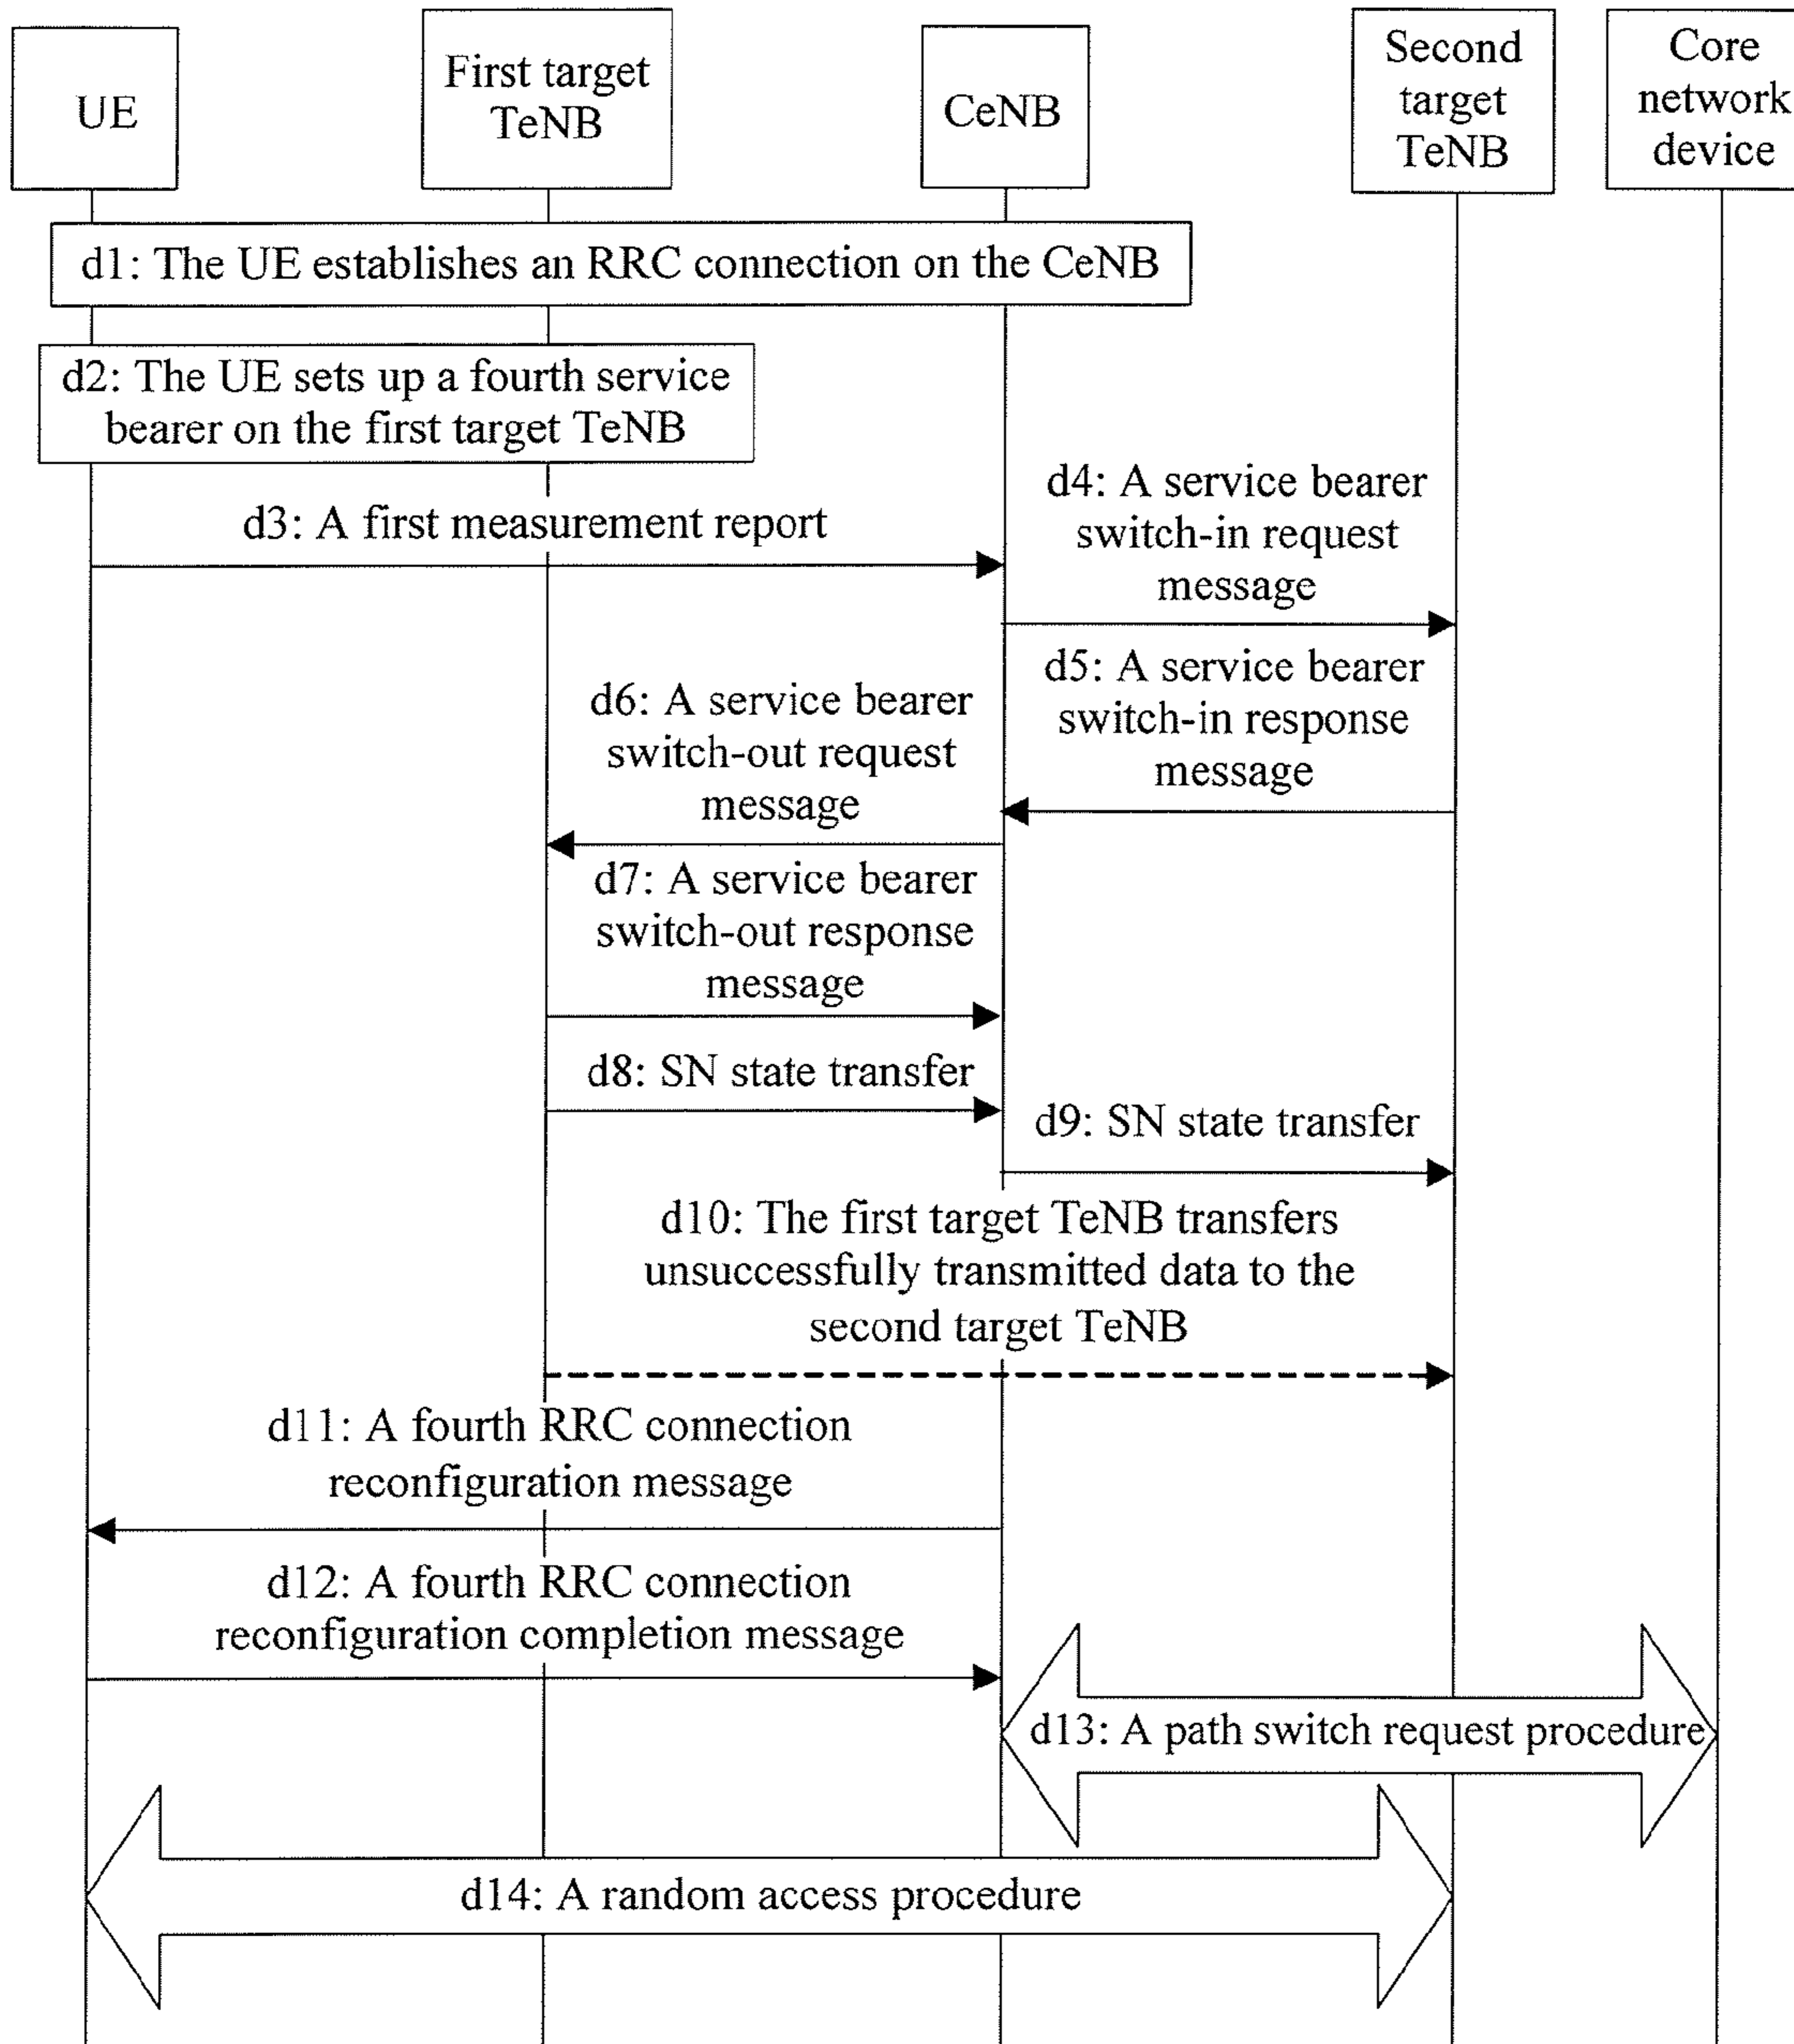 UE
First target
TeNB
CeNB
Second
target
TeNB
Core
network
device
d1: The UE establishes an RRC connection on the CeNB
d2: The UE sets up a fourth service
bearer on the first target TeNB
d3: A first measurement report
d4: A service bearer
switch-in request
message
d5: A service bearer
switch-in response
message
d6: A service bearer
switch-out request
message
d7: A service bearer
switch-out response
message
d8: SN state transfer
d9: SN state transfer
d10: The first target TeNB transfers
unsuccessfully transmitted data to the
second target TeNB
d11: A fourth RRC connection
reconfiguration message
d12: A fourth RRC connection
reconfiguration completion message
d13: A path switch request procedure
d14: A random access procedure